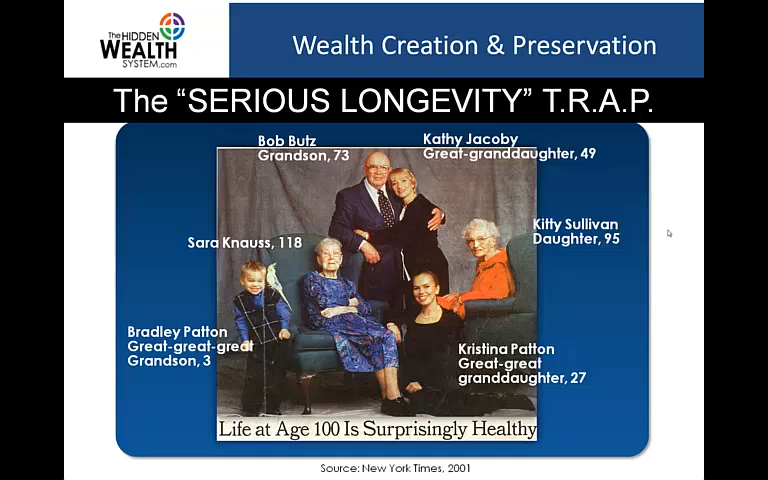 The HIDDEN
WEALTH
SYSTEM.com
Wealth Creation & Preservation
The “SERIOUS LONGEVITY” T.R.A.P.
Bob Butz
Grandson, 73
Kathy Jacoby
Great-granddaughter, 49
Kitty Sullivan
Daughter, 95
Sara Knauss, 118
Bradley Patton
Great-great-great
Grandson, 3
Kristina Patton
Great-great
granddaughter, 27
Life at Age 100 Is Surprisingly Healthy
Source: New York Times, 2001